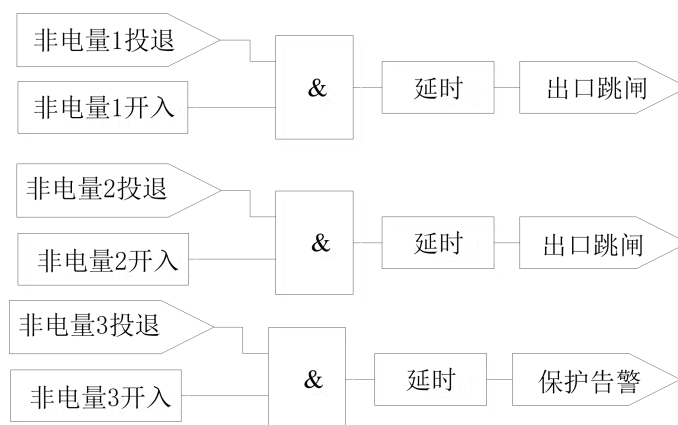 非电量1投退
非电量1开入
&
延时
出口跳闸
非电量2投退
非电量2开入
&
延时
出口跳闸
非电量3投退
非电量3开入
&
延时
保护告警